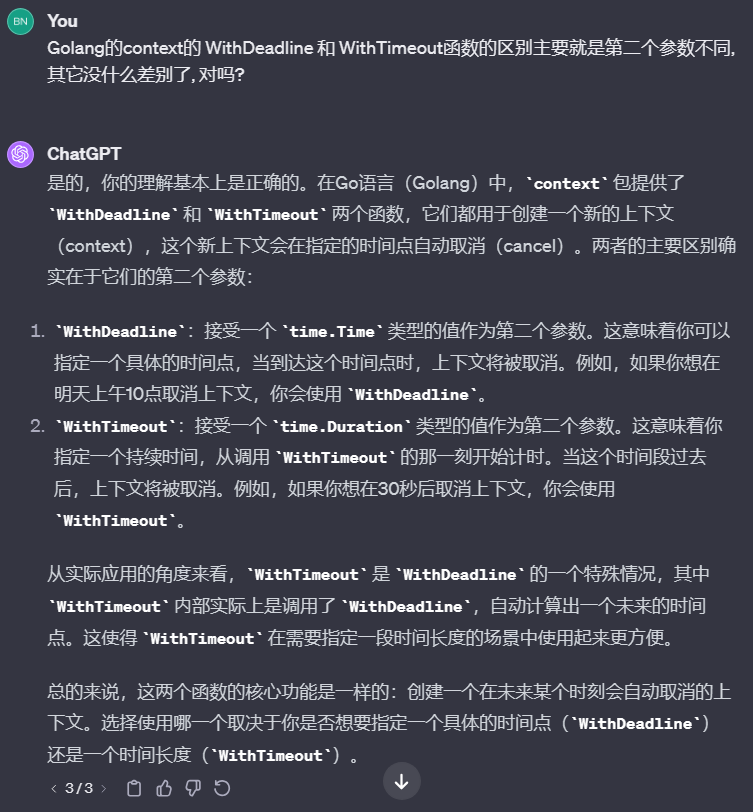 BN
You
Golang的context的 WithDeadline 和 WithTimeout函数的区别主要就是第二个参数不同,
其它没什么差别了, 对吗?
ChatGPT
是的，你的理解基本上是正确的。在Go语言（Golang）中，`context` 包提供了
`WithDeadline` 和 `WithTimeout` 两个函数，它们都用于创建一个新的上下文
（context），这个新上下文会在指定的时间点自动取消（cancel）。两者的主要区别确
实在于它们的第二个参数：
1. `WithDeadline`：接受一个 `time.Time` 类型的值作为第二个参数。这意味着你可以
指定一个具体的时间点，当到达这个时间点时，上下文将被取消。例如，如果你想在
明天上午10点取消上下文，你会使用 `WithDeadline`。
2. `WithTimeout`：接受一个 `time.Duration` 类型的值作为第二个参数。这意味着你
指定一个持续时间，从调用 `WithTimeout` 的那一刻开始计时。当这个时间段过去
后，上下文将被取消。例如，如果你想在30秒后取消上下文，你会使用
`WithTimeout`。
从实际应用的角度来看，`WithTimeout` 是 `WithDeadline` 的一个特殊情况，其中
`WithTimeout` 内部实际上是调用了 `WithDeadline`，自动计算出一个未来的时间
点。这使得 `WithTimeout` 在需要指定一段时间长度的场景中使用起来更方便。
总的来说，这两个函数的核心功能是一样的：创建一个在未来某个时刻会自动取消的上
下文。选择使用哪一个取决于你是否想要指定一个具体的时间点（`WithDeadline`）
还是一个时间长度（`WithTimeout`）。
3/3